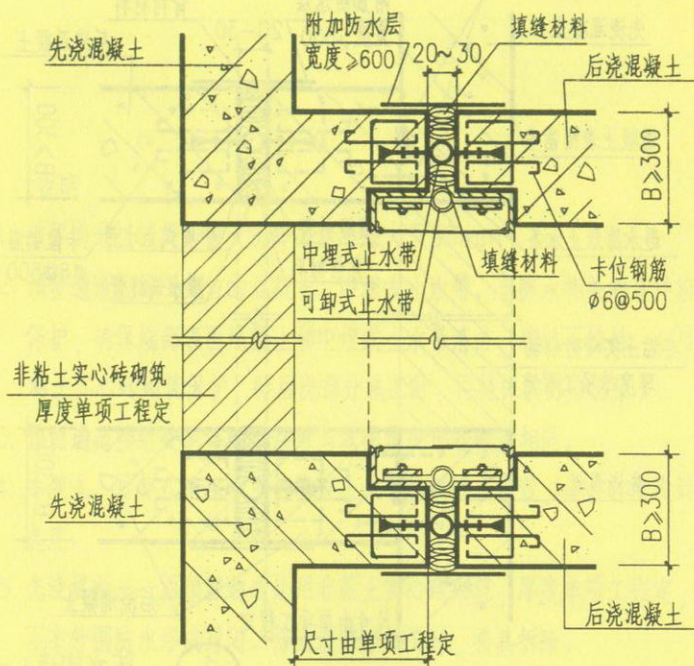 先浇混凝土
附加防水层
宽度≥600
20~30
填缝材料
后浇混凝土
B≥300
中埋式止水带
填缝材料
可卸式止水带
卡位钢筋
ø6@500
非粘土实心砖砌筑
厚度单项工程定
先浇混凝土
B≥300
后浇混凝土
尺寸由单项工程定